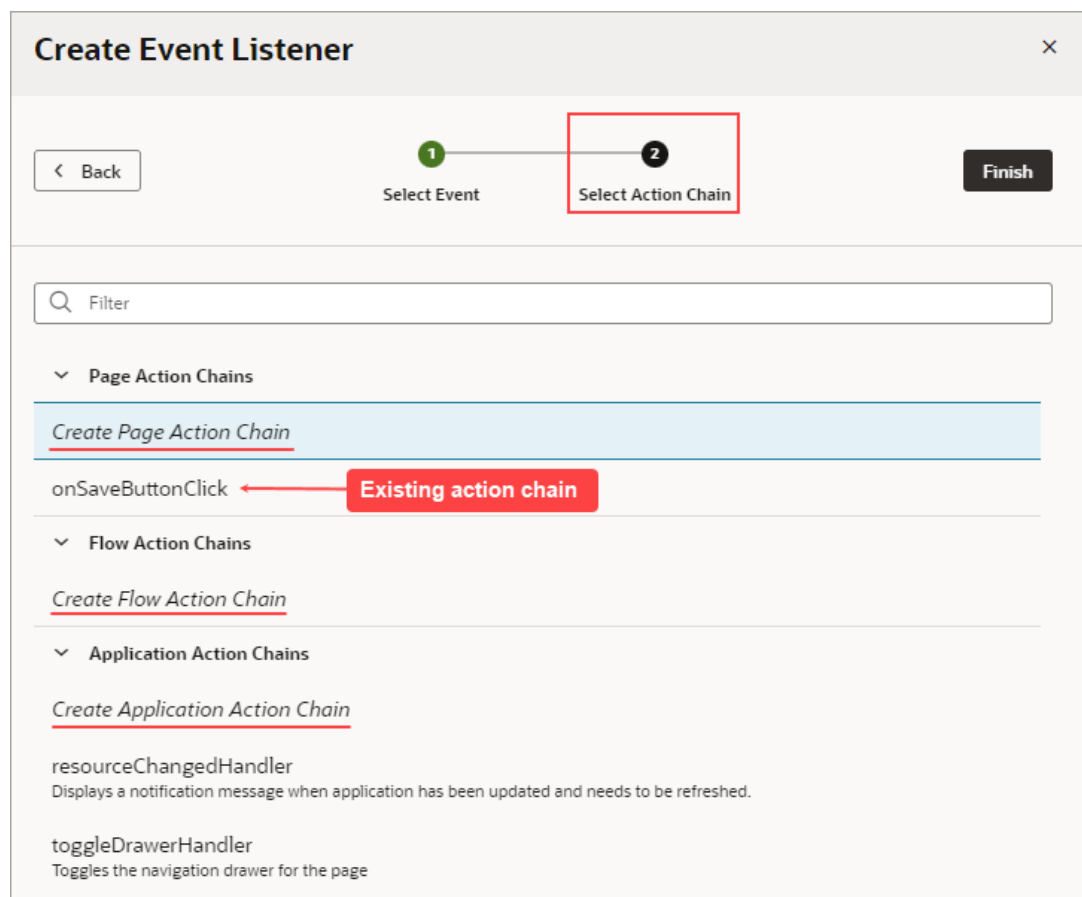 Create Event Listener
Back
1
2
Finish
Select Event
Select Action Chain
Filter
Page Action Chains
Create Page Action Chain
onSaveButtonClick
Existing action chain
Flow Action Chains
Create Flow Action Chain
Application Action Chains
Create Application Action Chain
resourceChangedHandler
Displays a notification message when application has been updated and needs to be refreshed.
toggleDrawerHandler
Toggles the navigation drawer for the page